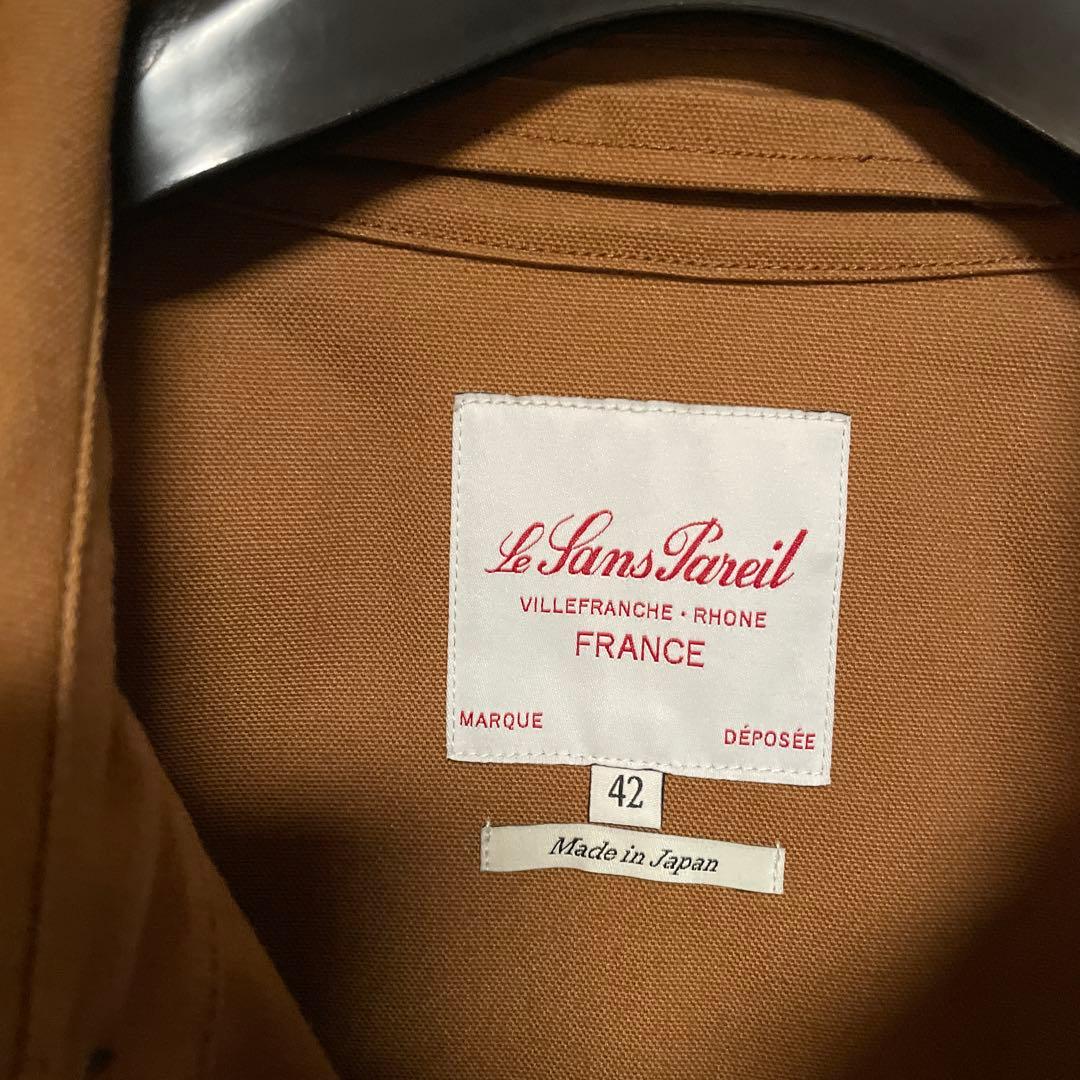 Le Sans Pareil
VILLEFRANCHE · RHONE
FRANCE
MARQUE
DÉPOSÉE
42
Made in Japan